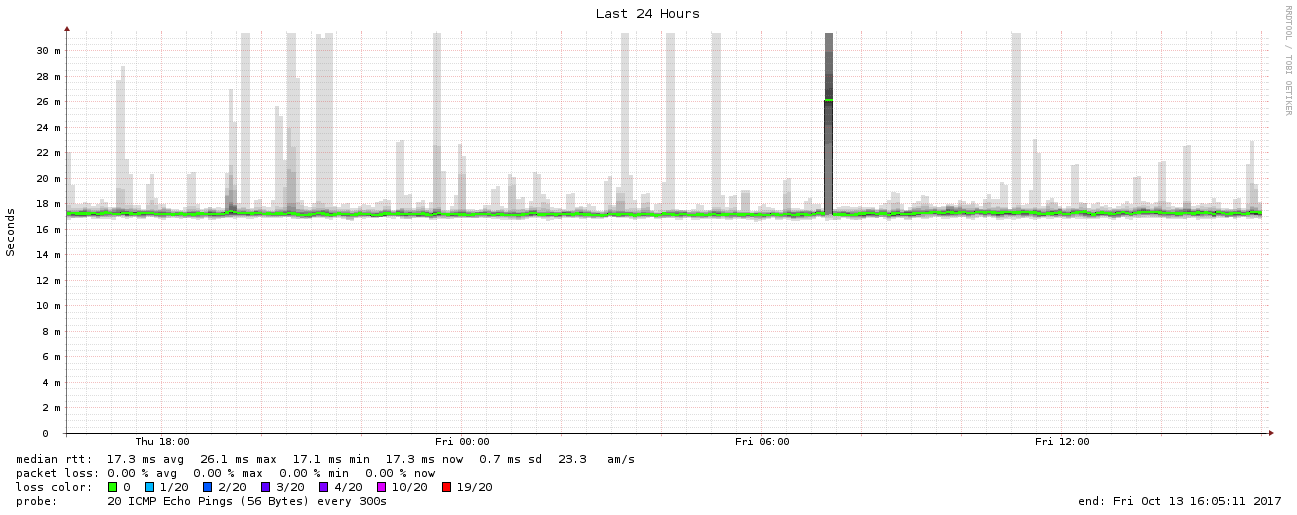 Last 24 Hours
RRDTOOL / TOBI OETIKER
Seconds
30 m
28 m
26 m
24 m
22 m
20 m
18 m
16 m
14 m
12 m
10 m
8 m
6 m
4 m
2 m
0
Thu 18:00 Fri 00:00 Fri 06:00 Fri 12:00
median rtt: 17.3 ms avg 26.1 ms max 17.1 ms min 17.3 ms now 0.7 ms sd 23.3 am/s
packet loss: 0.00 % avg 0.00 % max 0.00 % min 0.00 % now
loss color: 0 1/20 2/20 3/20 4/20 10/20 19/20
probe: 20 ICMP Echo Pings (56 Bytes) every 300s end: Fri Oct 13 16:05:11 2017